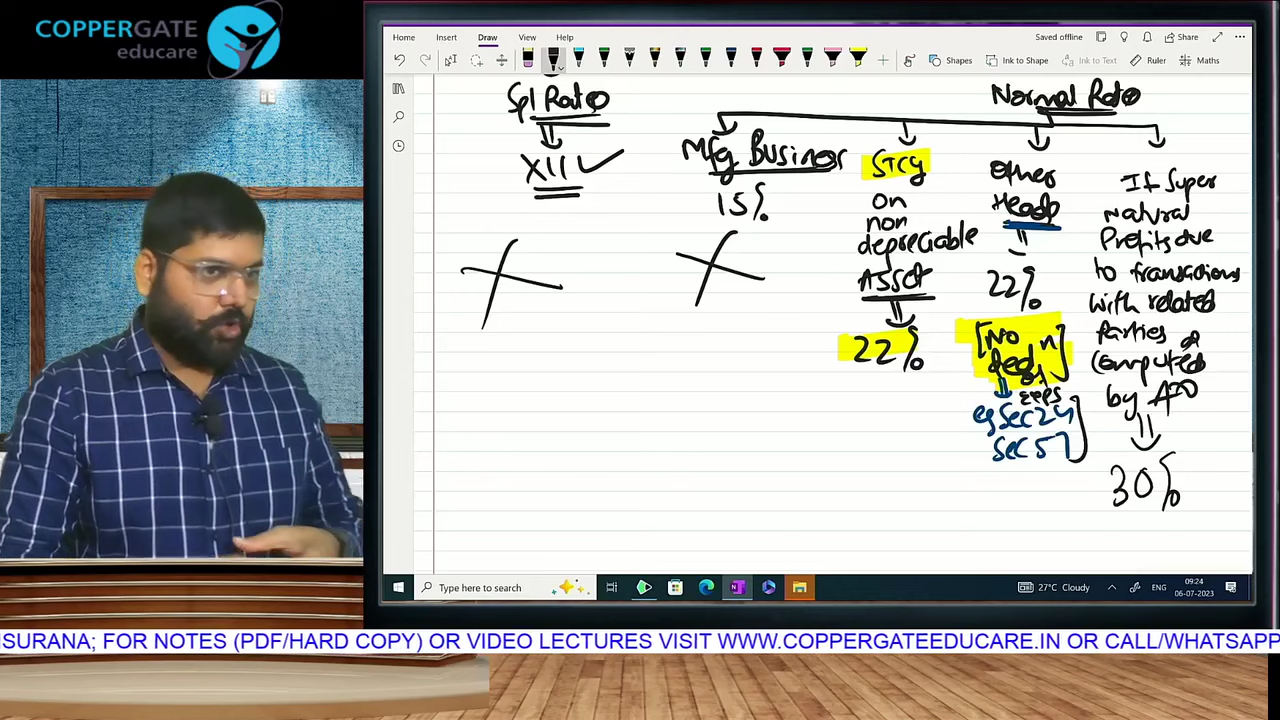 COPPERGATE
educare
Home Insert Draw View Help
Saved offline
Share
Shapes
Ink to Shape
Ink to Text
Ruler
Maths
Spl Rates
XII
Normal Rate
Mfg Business
15%
STCG
on
non
depreciable
Asset
22%
Other
Heads
22%
[No
dedn]
or
exps
eg Sec 24
Sec 57
If Super
Natural
Profits due
to transactions
with related
Parties &
Computed
by A.O
30%
Type here to search
27°C Cloudy
ENG
09:24
06-07-2023
SURANA; FOR NOTES (PDF/HARD COPY) OR VIDEO LECTURES VISIT WWW.COPPERGATEEDUCARE.IN OR CALL/WHATSAPP